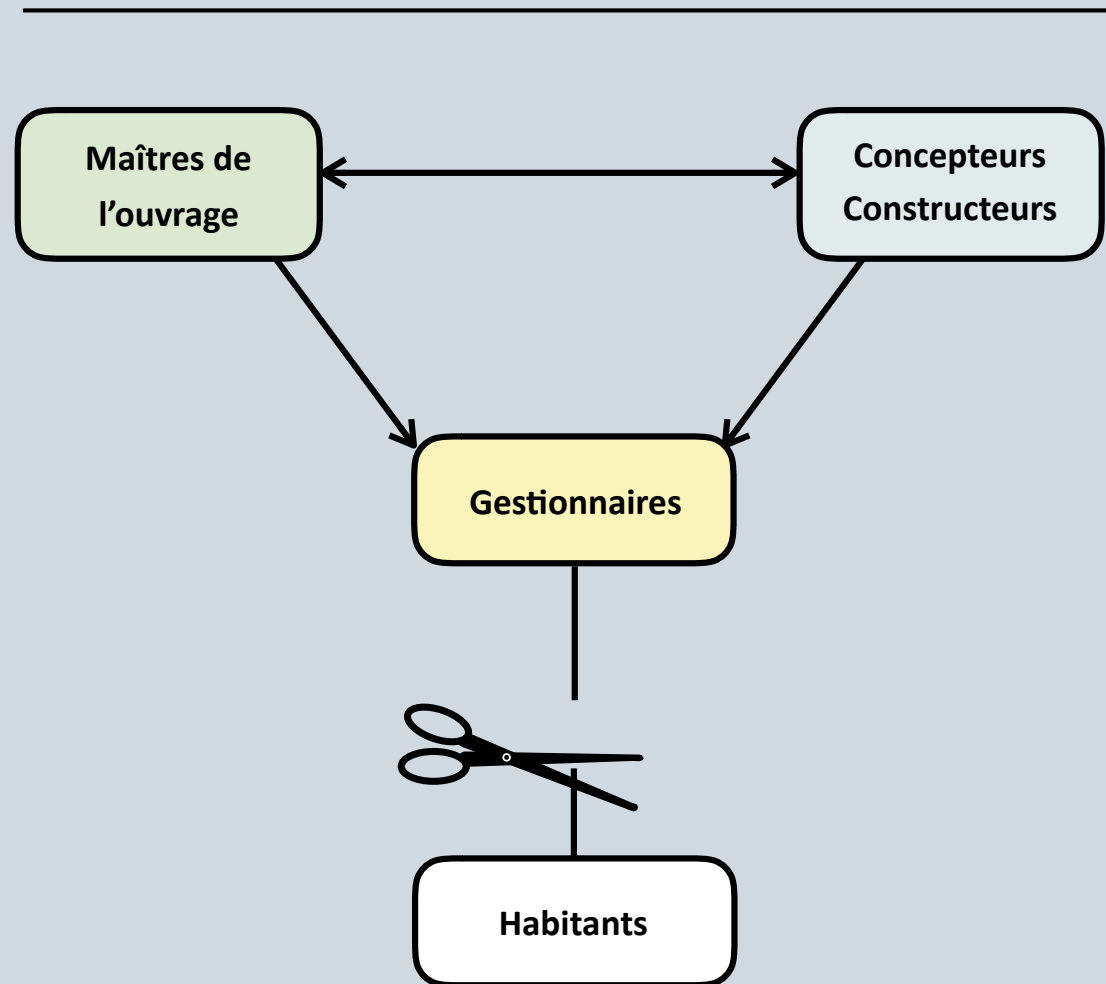 Maîtres de
l'ouvrage
Concepteurs
Constructeurs
Gestionnaires
Habitants